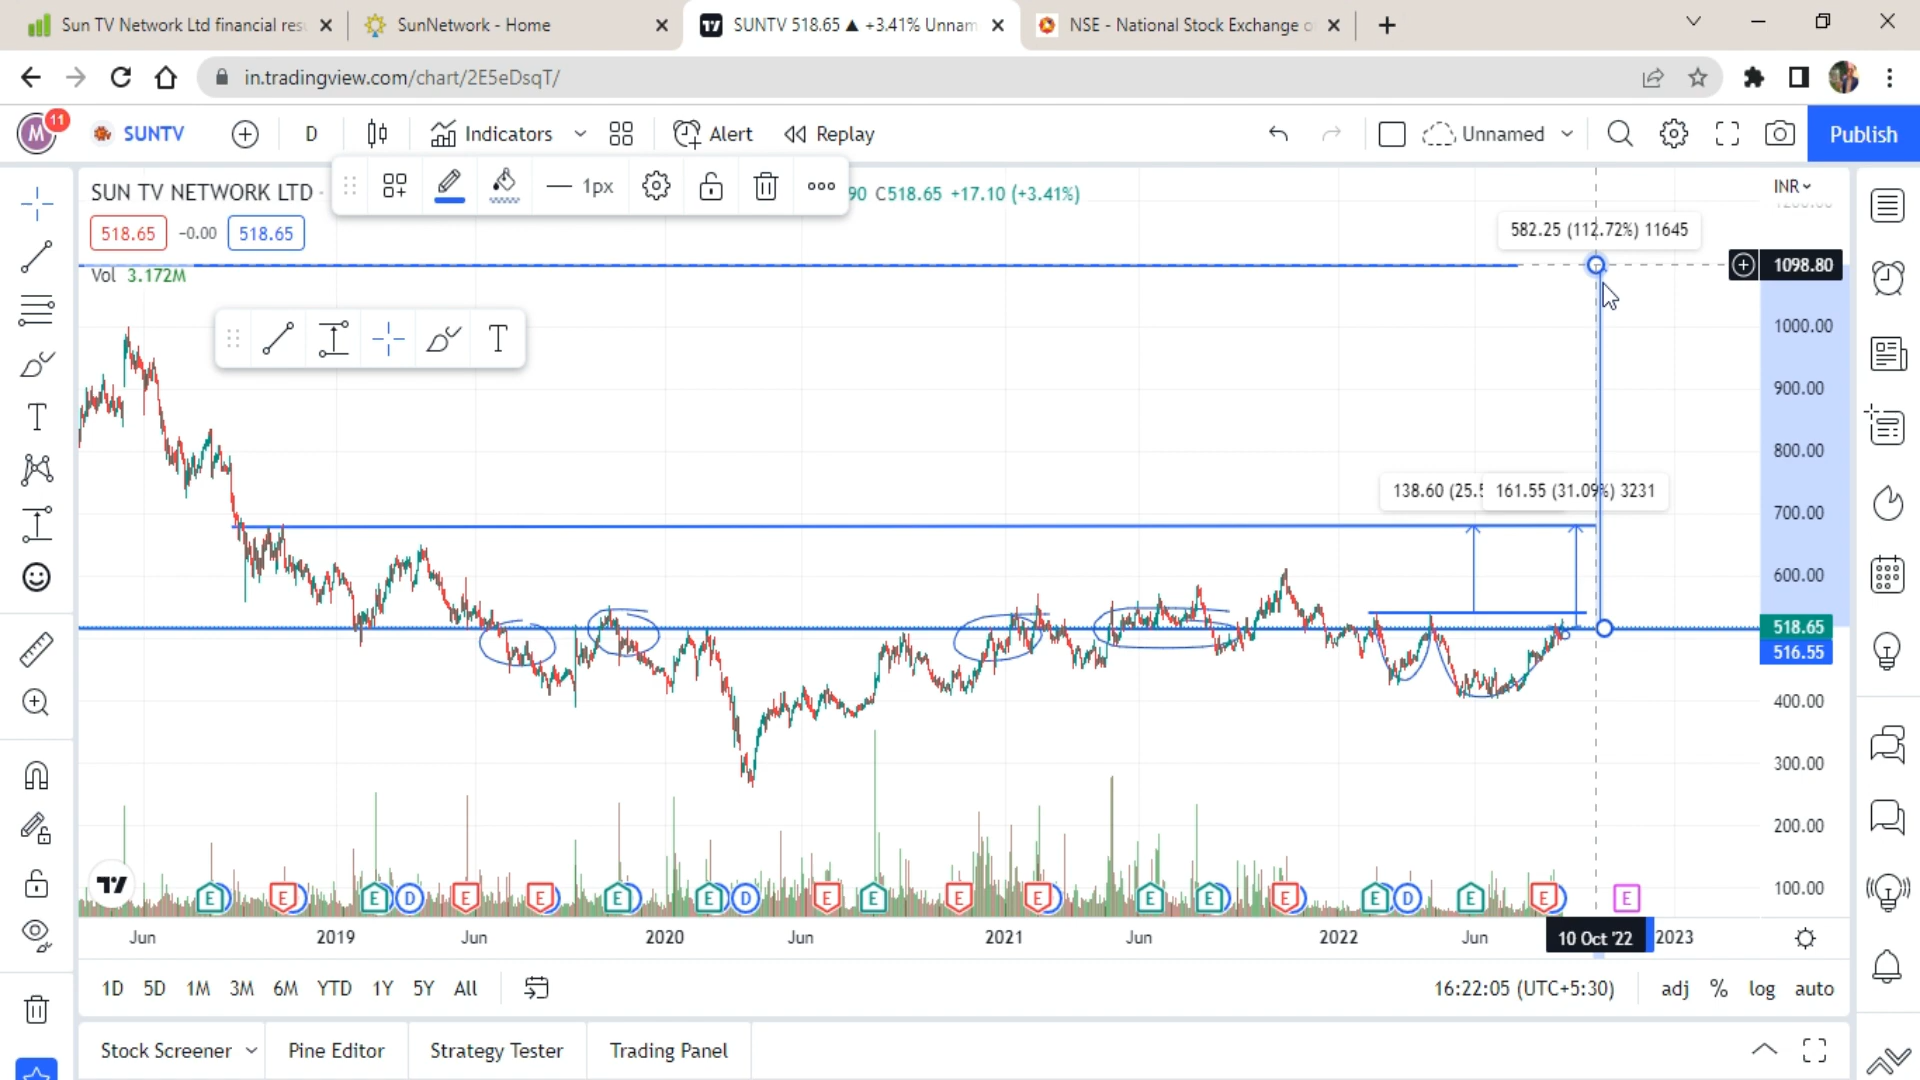 Sun TV Network Ltd financial res
SunNetwork - Home
SUNTV 518.65 ▲ +3.41% Unnam
NSE - National Stock Exchange o
in.tradingview.com/chart/2E5eDsqT/
M
11
SUNTV
D
Indicators
Alert
Replay
Unnamed
Publish
1px
SUN TV NETWORK LTD
90 C518.65 +17.10 (+3.41%)
INR
518.65
-0.00
518.65
582.25 (112.72%) 11645
Vol 3.172M
1098.80
T
T
1000.00
900.00
800.00
700.00
600.00
518.65
516.55
400.00
300.00
200.00
100.00
138.60 (25.5
161.55 (31.09%) 3231
E E E D E E E E D E E E E E E E E D E E E
Jun 2019 Jun 2020 Jun 2021 Jun 2022 Jun 10 Oct '22 2023
1D 5D 1M 3M 6M YTD 1Y 5Y All
16:22:05 (UTC+5:30)
adj % log auto
Stock Screener
Pine Editor
Strategy Tester
Trading Panel